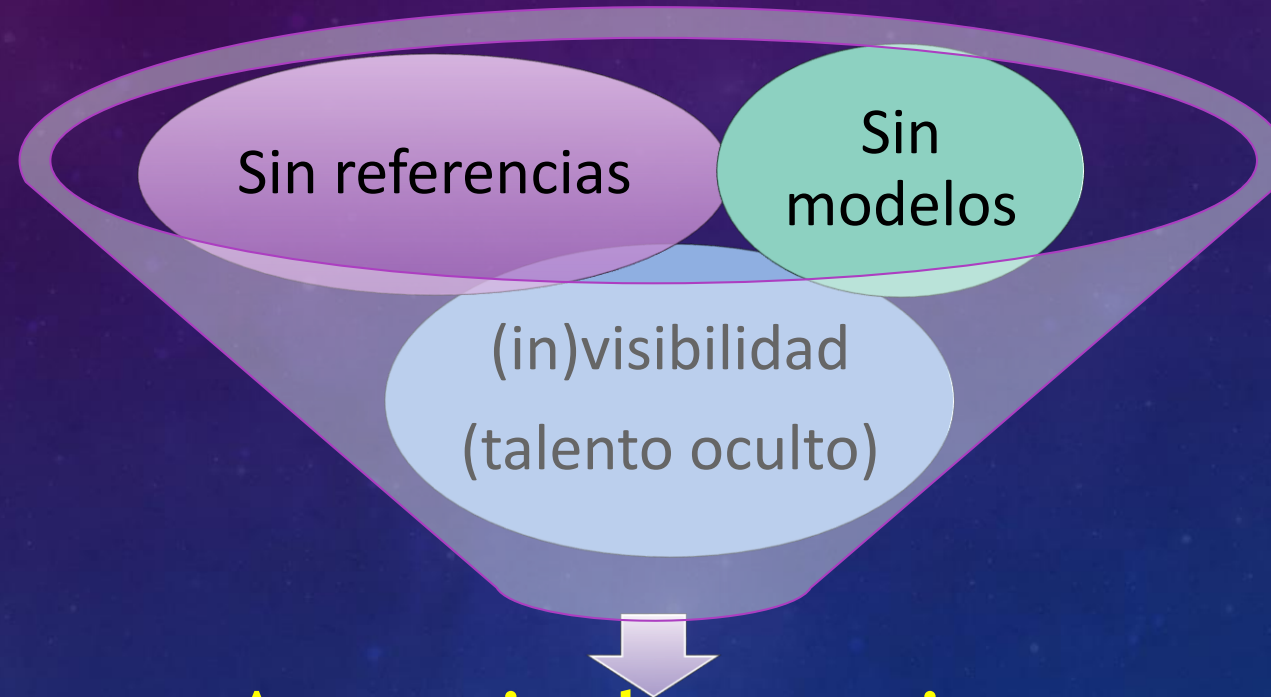 Sin referencias
Sin
modelos
(in)visibilidad
(talento oculto)